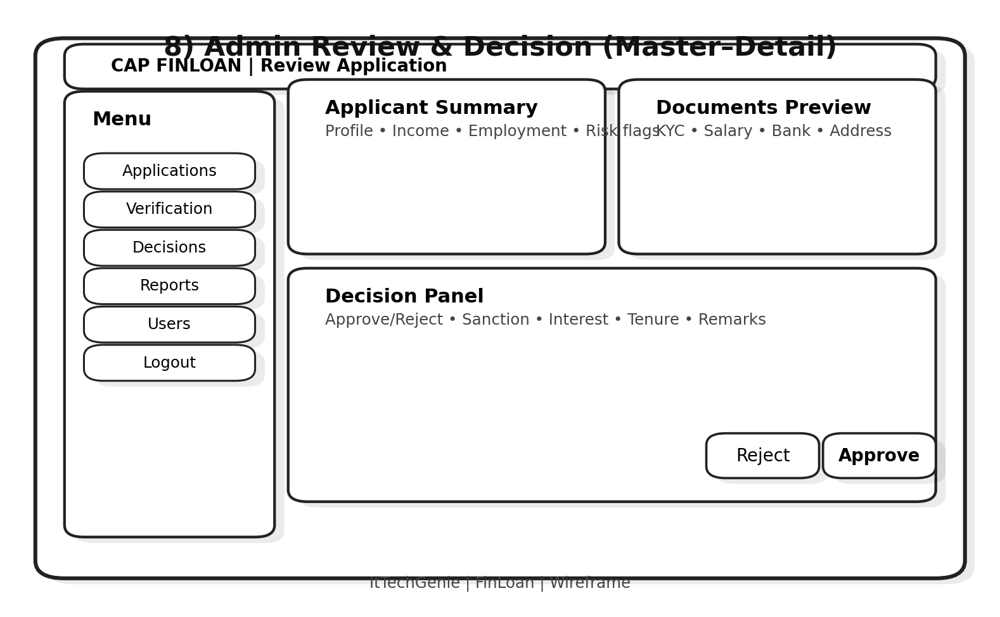 8) Admin Review & Decision (Master–Detail)
CAP FINLOAN | Review Application
Menu
Applications
Verification
Decisions
Reports
Users
Logout
Applicant Summary
Profile • Income • Employment • Risk flags
Documents Preview
KYC • Salary • Bank • Address
Decision Panel
Approve/Reject • Sanction • Interest • Tenure • Remarks
Reject
Approve
ItTechGenie | FinLoan | Wireframe